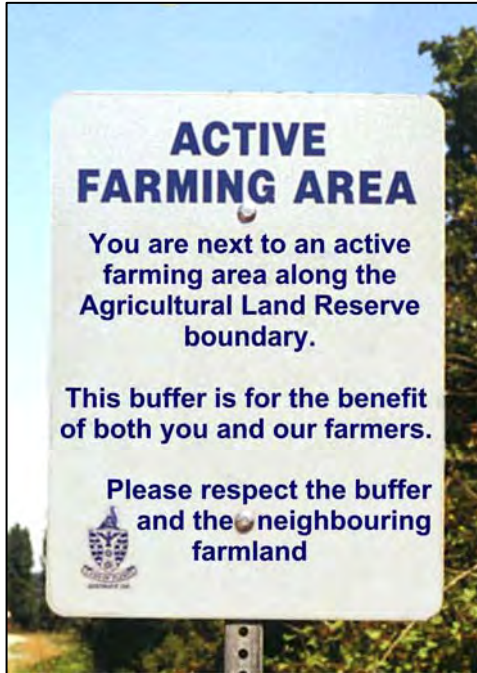 ACTIVE
FARMING AREA
You are next to an active
farming area along the
Agricultural Land Reserve
boundary.
This buffer is for the benefit
of both you and our farmers.
Please respect the buffer
and the neighbouring
farmland